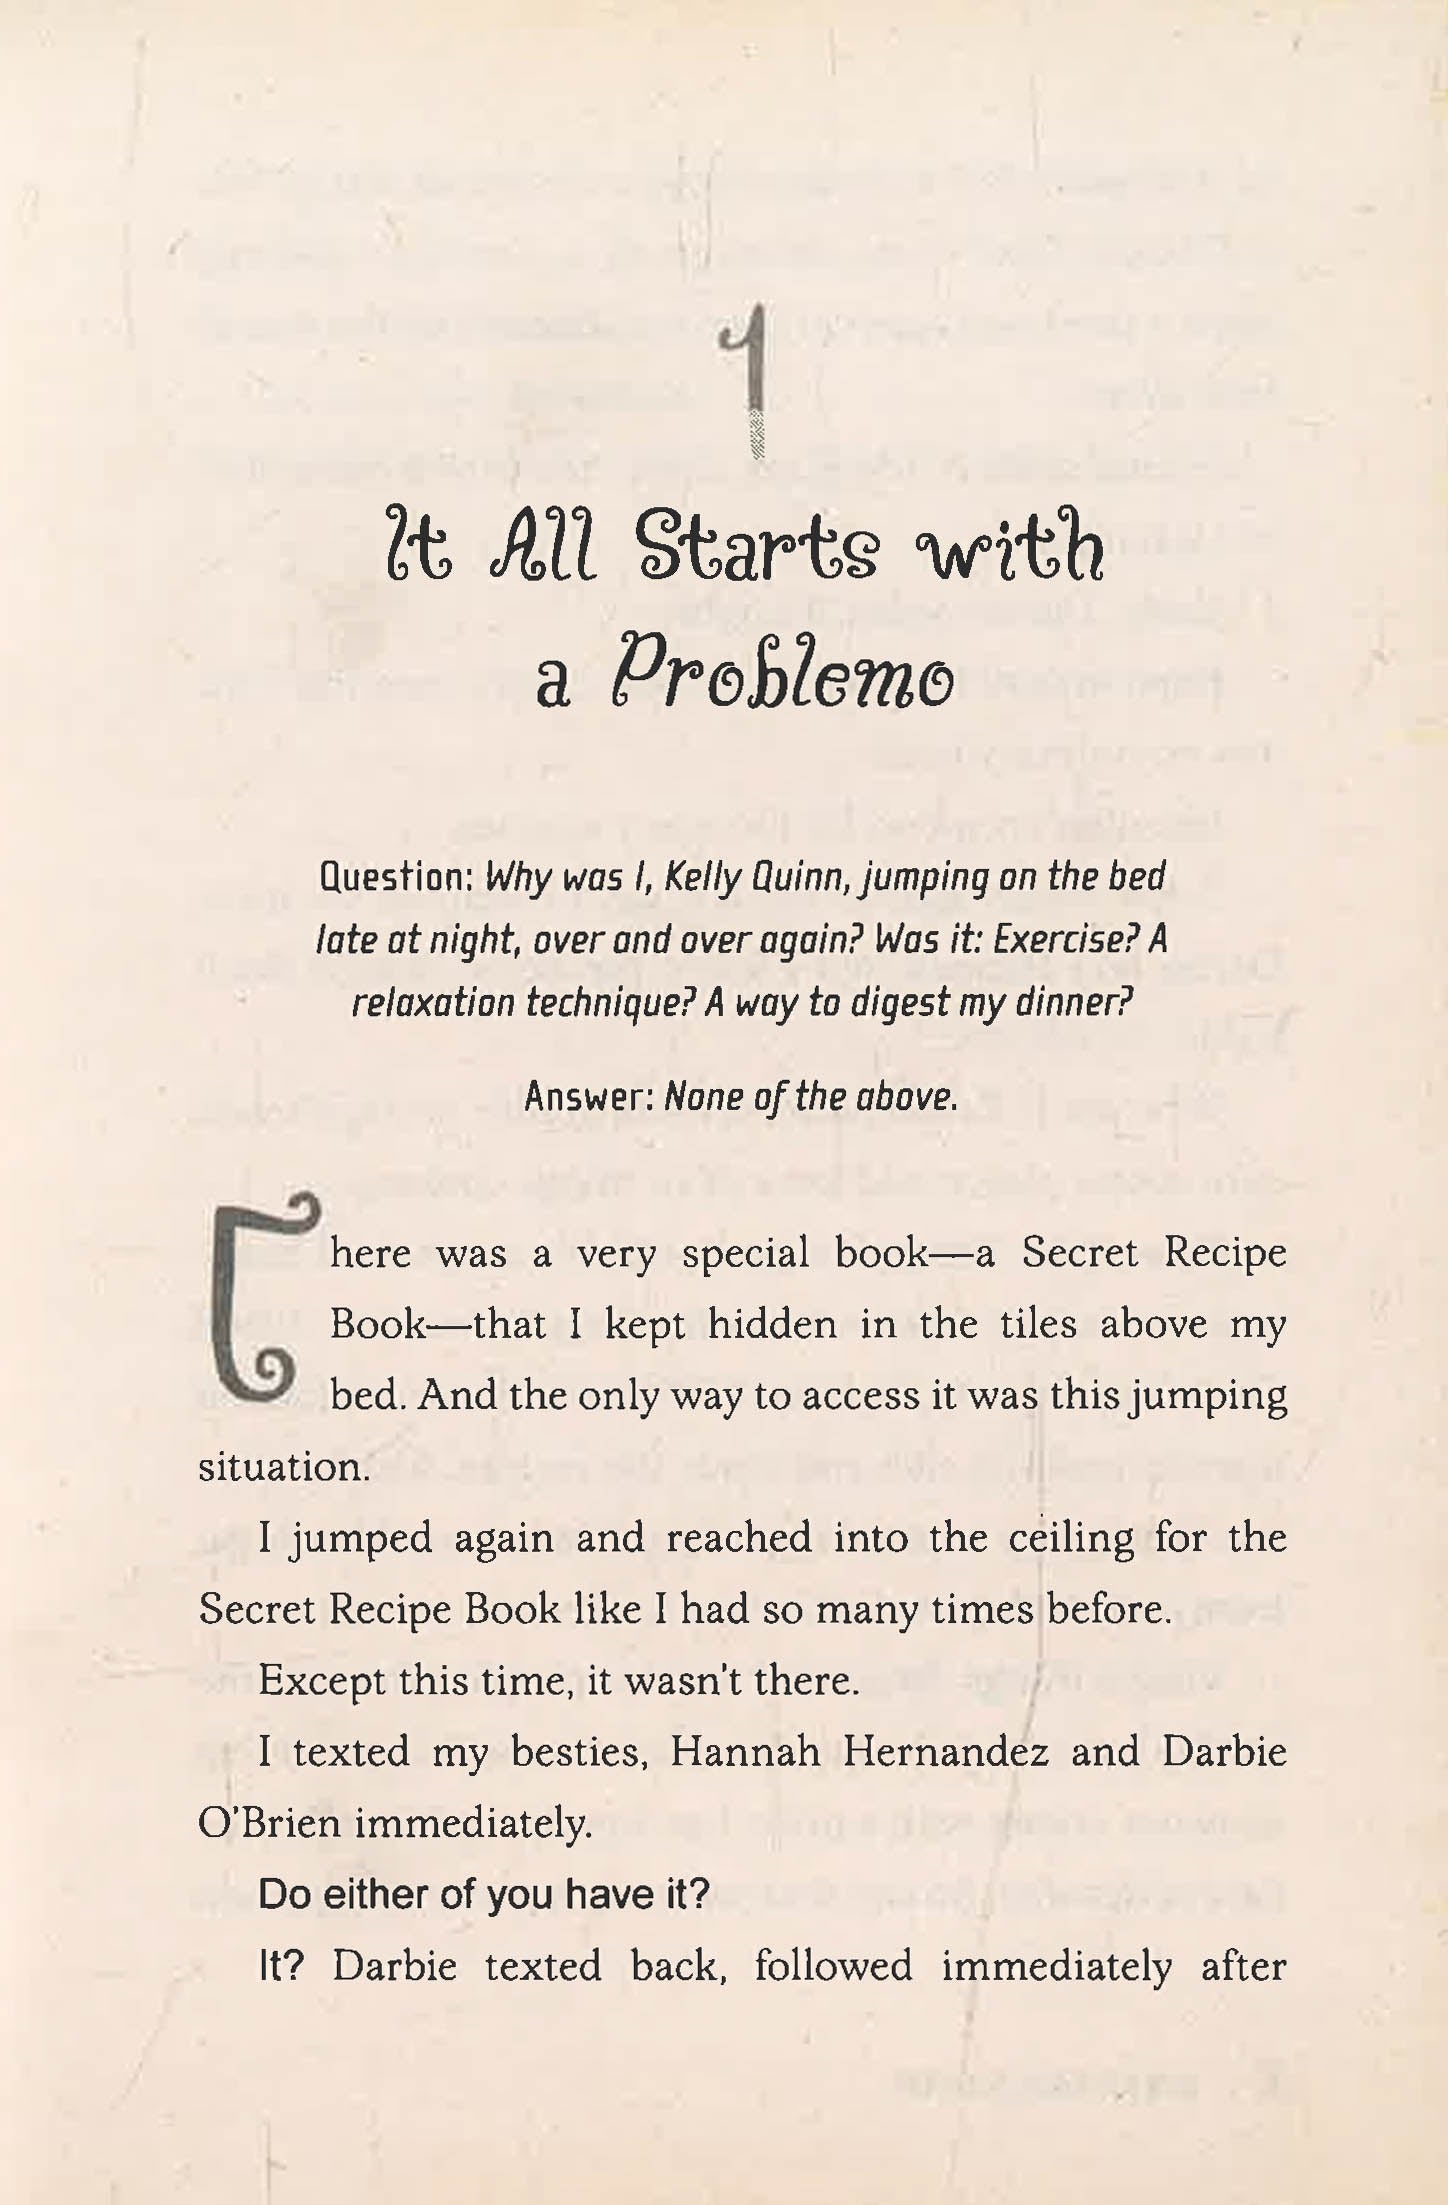 1
It All Starts with
a Problemo
Question: Why was I, Kelly Quinn, jumping on the bed
late at night, over and over again? Was it: Exercise? A
relaxation technique? A way to digest my dinner?
Answer: None of the above.
There was a very special book—a Secret Recipe
Book—that I kept hidden in the tiles above my
bed. And the only way to access it was this jumping
situation.
I jumped again and reached into the ceiling for the
Secret Recipe Book like I had so many times before.
Except this time, it wasn't there.
I texted my besties, Hannah Hernandez and Darbie
O'Brien immediately.
Do either of you have it?
It? Darbie texted back, followed immediately after